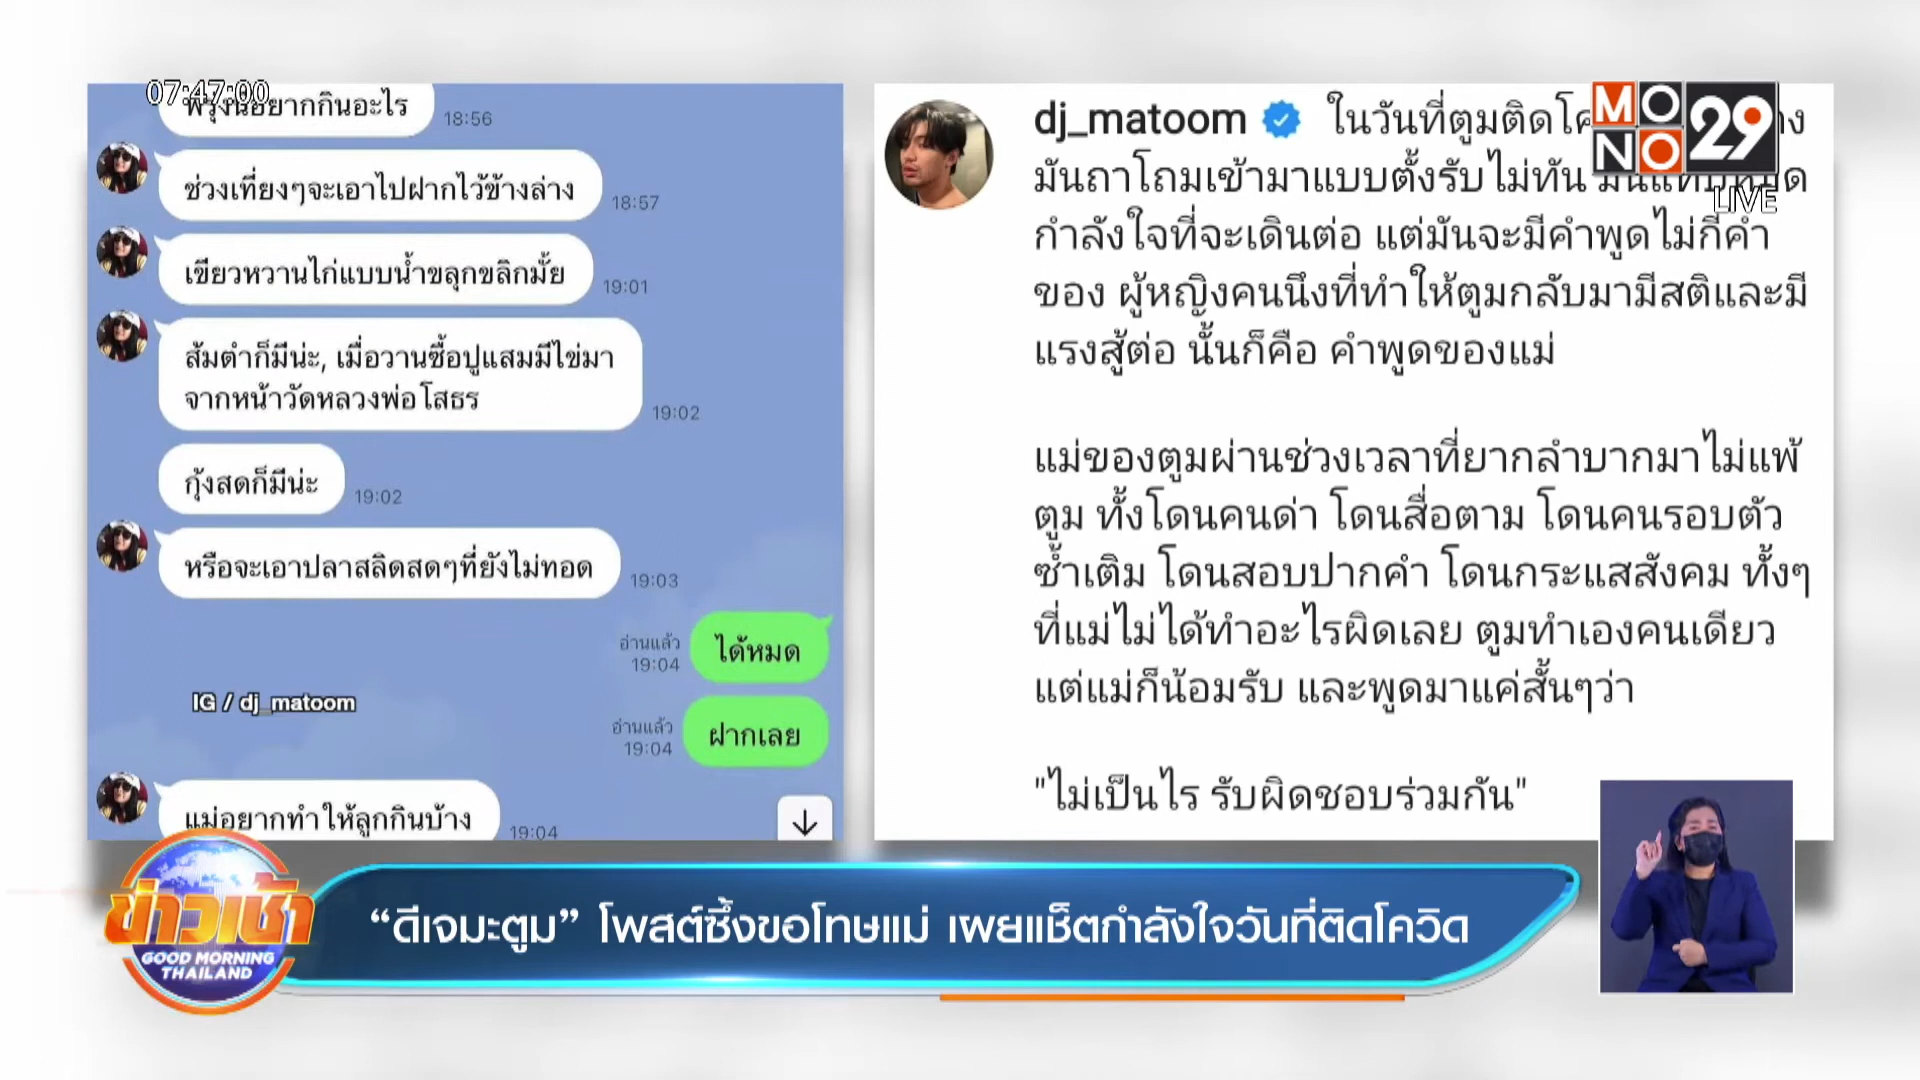 07:47:00
พรุ่งนี้อยากกินอะไร
18:56
ช่วงเที่ยงๆจะเอาไปฝากไว้ข้างล่าง
18:57
เขียวหวานไก่แบบน้ำขลุกขลิกมั้ย
19:01
ส้มตำก็มีน่ะ, เมื่อวานซื้อปูแสมมีไข่มา
จากหน้าวัดหลวงพ่อโสธร
19:02
กุ้งสดก็มีน่ะ
19:02
หรือจะเอาปลาสลิดสดๆที่ยังไม่ทอด
19:03
อ่านแล้ว
19:04
ได้หมด
IG / dj_matoom
อ่านแล้ว
19:04
ฝากเลย
แม่อยากทำให้ลูกกินบ้าง
19:04
dj_matoom ในวันที่ตูมติดโค
มันถาโถมเข้ามาแบบตั้งรับไม่ทัน มันแทบหมด
กำลังใจที่จะเดินต่อ แต่มันจะมีคำพูดไม่กี่คำ
ของ ผู้หญิงคนนึงที่ทำให้ตูมกลับมามีสติและมี
แรงสู้ต่อ นั้นก็คือ คำพูดของแม่
แม่ของตูมผ่านช่วงเวลาที่ยากลำบากมาไม่แพ้
ตูม ทั้งโดนคนด่า โดนสื่อตาม โดนคนรอบตัว
ซ้ำเติม โดนสอบปากคำ โดนกระแสสังคม ทั้งๆ
ที่แม่ไม่ได้ทำอะไรผิดเลย ตูมทำเองคนเดียว
แต่แม่ก็น้อมรับ และพูดมาแค่สั้นๆว่า
"ไม่เป็นไร รับผิดชอบร่วมกัน"
MONO 29
LIVE
ข่าวเช้า
GOOD MORNING
THAILAND
“ดีเจมะตูม” โพสต์ซึ้งขอโทษแม่ เผยแช็ตกำลังใจวันที่ติดโควิด